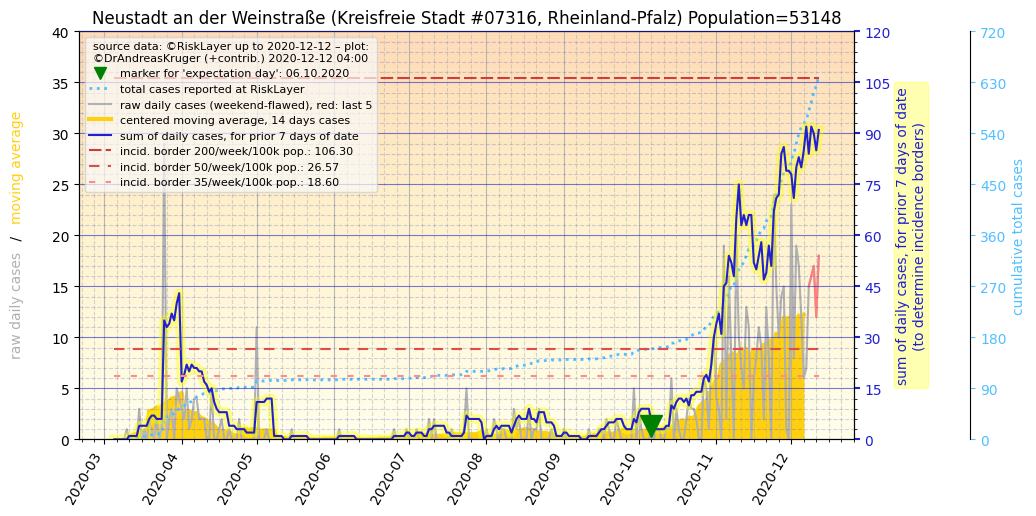 Neustadt an der Weinstraße (Kreisfreie Stadt #07316, Rheinland-Pfalz) Population=53148
source data: ©RiskLayer up to 2020-12-12 – plot:
©DrAndreasKruger (+contrib.) 2020-12-12 04:00
marker for 'expectation day': 06.10.2020
total cases reported at RiskLayer
raw daily cases (weekend-flawed), red: last 5
centered moving average, 14 days cases
sum of daily cases, for prior 7 days of date
incid. border 200/week/100k pop.: 106.30
incid. border 50/week/100k pop.: 26.57
incid. border 35/week/100k pop.: 18.60
raw daily cases / moving average
40
35
30
25
20
15
10
5
0
2020-03
2020-04
2020-05
2020-06
2020-07
2020-08
2020-09
2020-10
2020-11
2020-12
120
105
90
75
60
45
30
15
0
sum of daily cases, for prior 7 days of date
(to determine incidence borders)
720
630
540
450
360
270
180
90
0
cumulative total cases